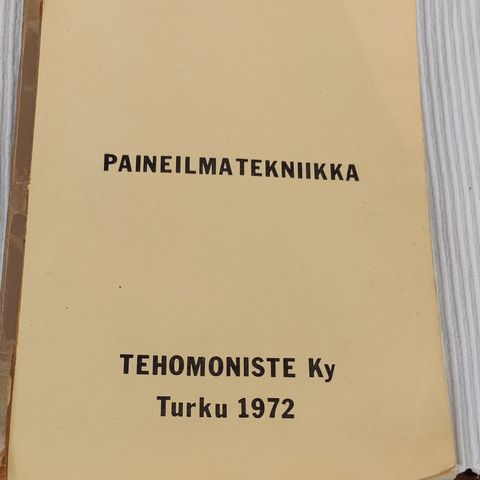 PAINEILMATEKNIIKKA
TEHOMONISTE Ky
Turku 1972